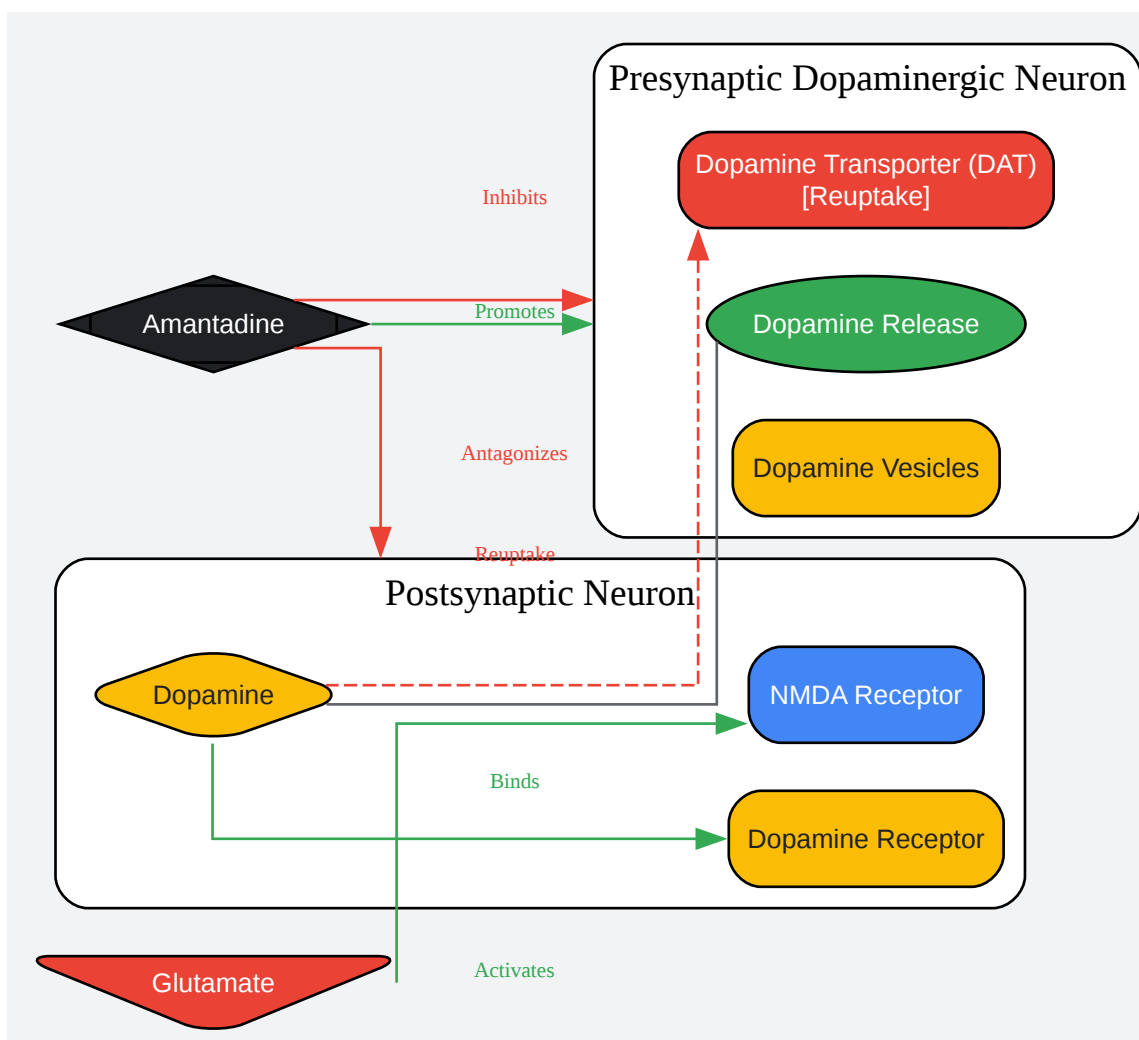 Presynaptic Dopaminergic Neuron
Dopamine Transporter (DAT)
[Reuptake]
Inhibits
Amantadine
Promotes
Dopamine Release
Antagonizes
Dopamine Vesicles
Reuptake
Postsynaptic Neuron
Dopamine
NMDA Receptor
Binds
Dopamine Receptor
Glutamate
Activates